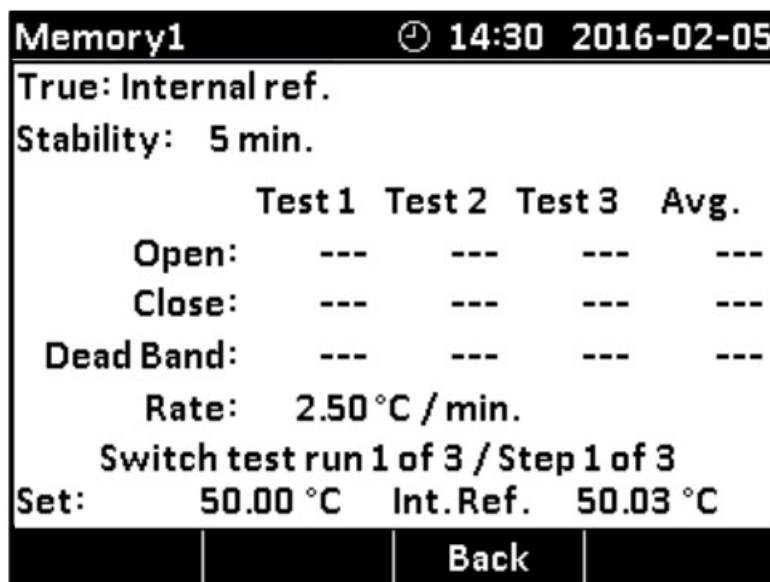 Memory1 14:30 2016-02-05
True: Internal ref.
Stability: 5 min.
Test 1 Test 2 Test 3 Avg.
Open: --- --- --- ---
Close: --- --- --- ---
Dead Band: --- --- --- ---
Rate: 2.50 °C / min.
Switch test run 1 of 3 / Step 1 of 3
Set: 50.00 °C Int. Ref. 50.03 °C
Back